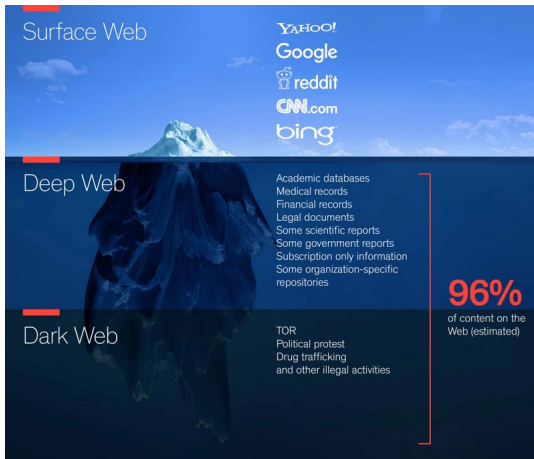 Surface Web
YAHOO!
Google
reddit
CNN.com
bing
Deep Web
Academic databases
Medical records
Financial records
Legal documents
Some scientific reports
Some government reports
Subscription only information
Some organization-specific
repositories
96%
of content on the
Web (estimated)
Dark Web
TOR
Political protest
Drug trafficking
and other illegal activities